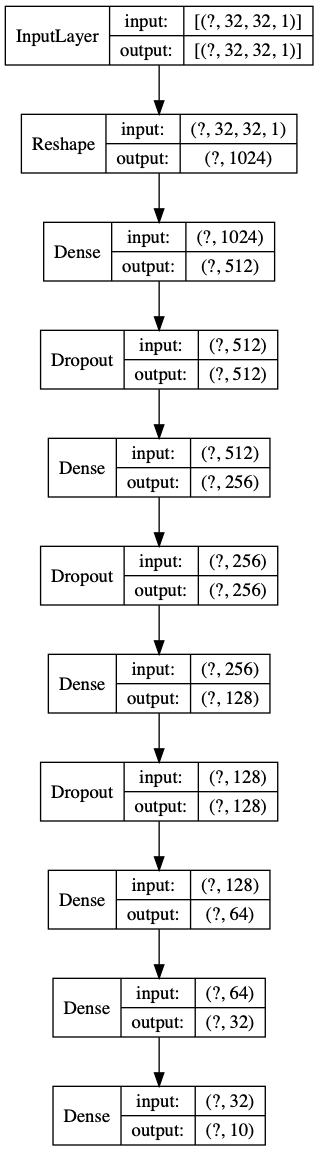 InputLayer
input: [(?, 32, 32, 1)]
output: [(?, 32, 32, 1)]
Reshape
input: (?, 32, 32, 1)
output: (?, 1024)
Dense
input: (?, 1024)
output: (?, 512)
Dropout
input: (?, 512)
output: (?, 512)
Dense
input: (?, 512)
output: (?, 256)
Dropout
input: (?, 256)
output: (?, 256)
Dense
input: (?, 256)
output: (?, 128)
Dropout
input: (?, 128)
output: (?, 128)
Dense
input: (?, 128)
output: (?, 64)
Dense
input: (?, 64)
output: (?, 32)
Dense
input: (?, 32)
output: (?, 10)